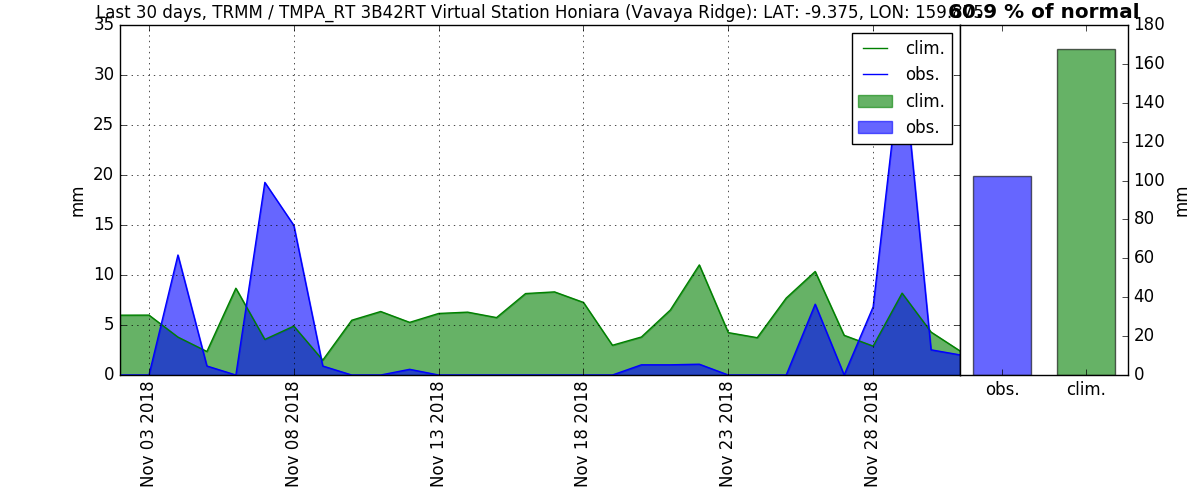 Last 30 days, TRMM / TMPA_RT 3B42RT Virtual Station Honiara (Vavaya Ridge): LAT: -9.375, LON: 159.875
60.9 % of normal
35
30
25
20
15
10
5
0
mm
clim.
obs.
clim.
obs.
Nov 03 2018
Nov 08 2018
Nov 13 2018
Nov 18 2018
Nov 23 2018
Nov 28 2018
180
160
140
120
100
80
60
40
20
0
mm
obs. clim.